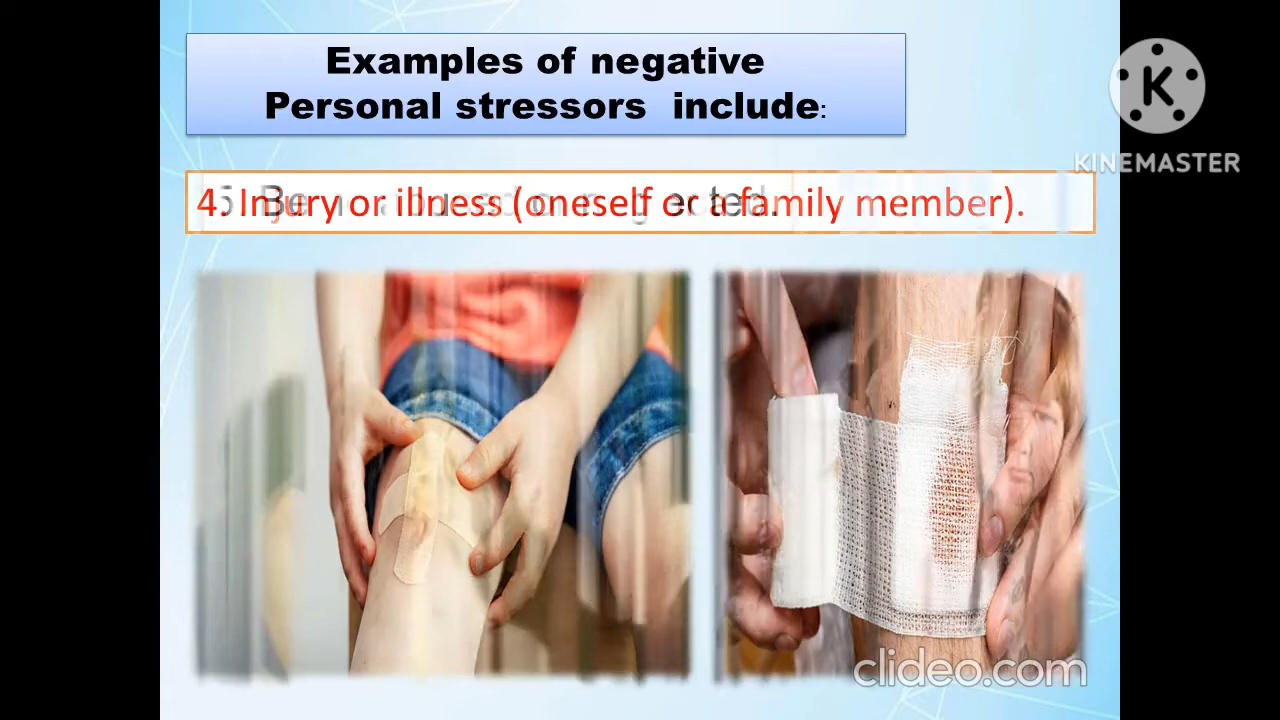 Examples of negative
Personal stressors include:
KINEMASTER
4. Injury or illness (oneself or a family member).
clideo.com